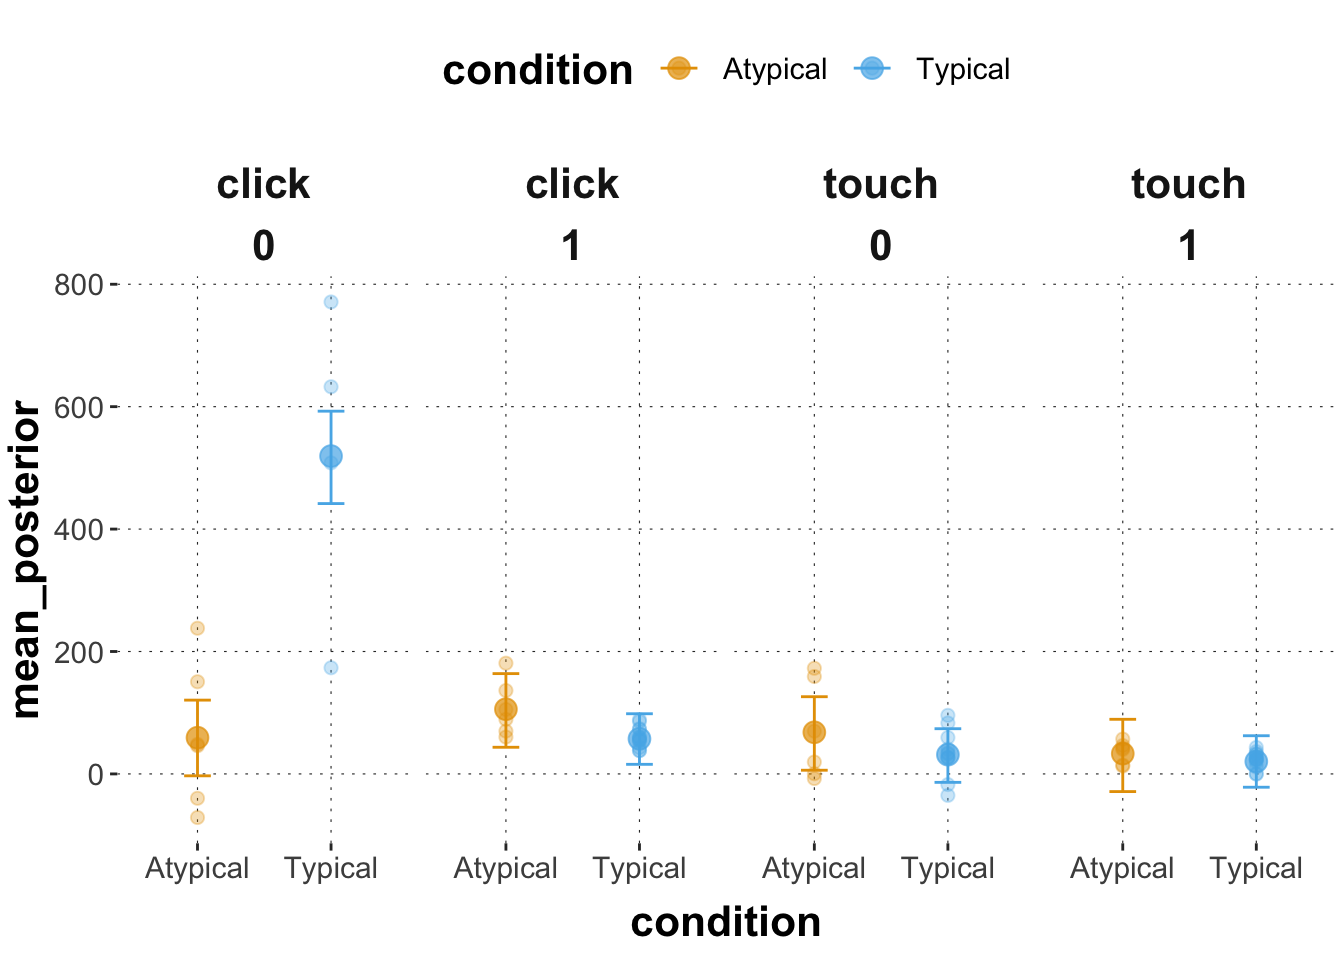 condition Atypical Typical
click click touch touch
0 1 0 1
800
600
400
200
0
mean_posterior
Atypical Typical Atypical Typical Atypical Typical Atypical Typical
condition